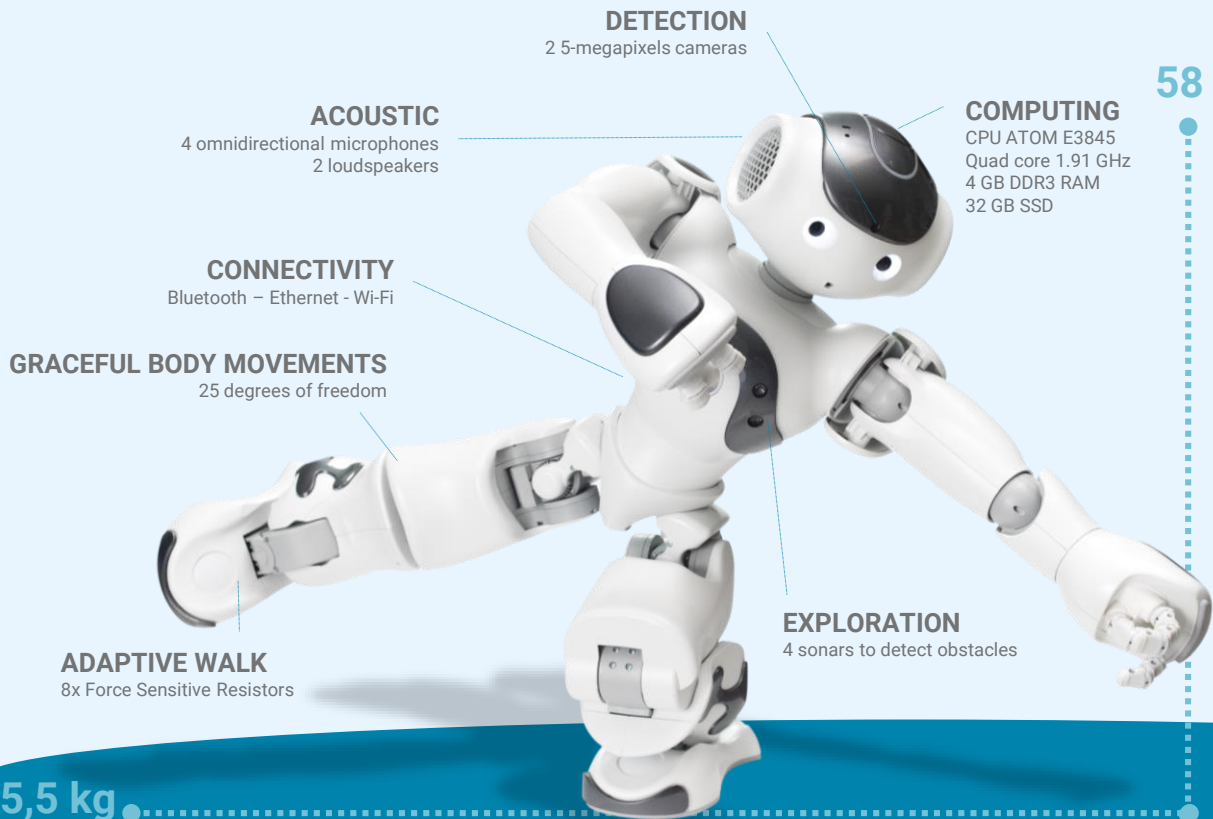 DETECTION
2 5-megapixels cameras
58
ACOUSTIC
4 omnidirectional microphones
2 loudspeakers
COMPUTING
CPU ATOM E3845
Quad core 1.91 GHz
4 GB DDR3 RAM
32 GB SSD
CONNECTIVITY
Bluetooth – Ethernet - Wi-Fi
GRACEFUL BODY MOVEMENTS
25 degrees of freedom
EXPLORATION
4 sonars to detect obstacles
ADAPTIVE WALK
8x Force Sensitive Resistors
5,5 kg